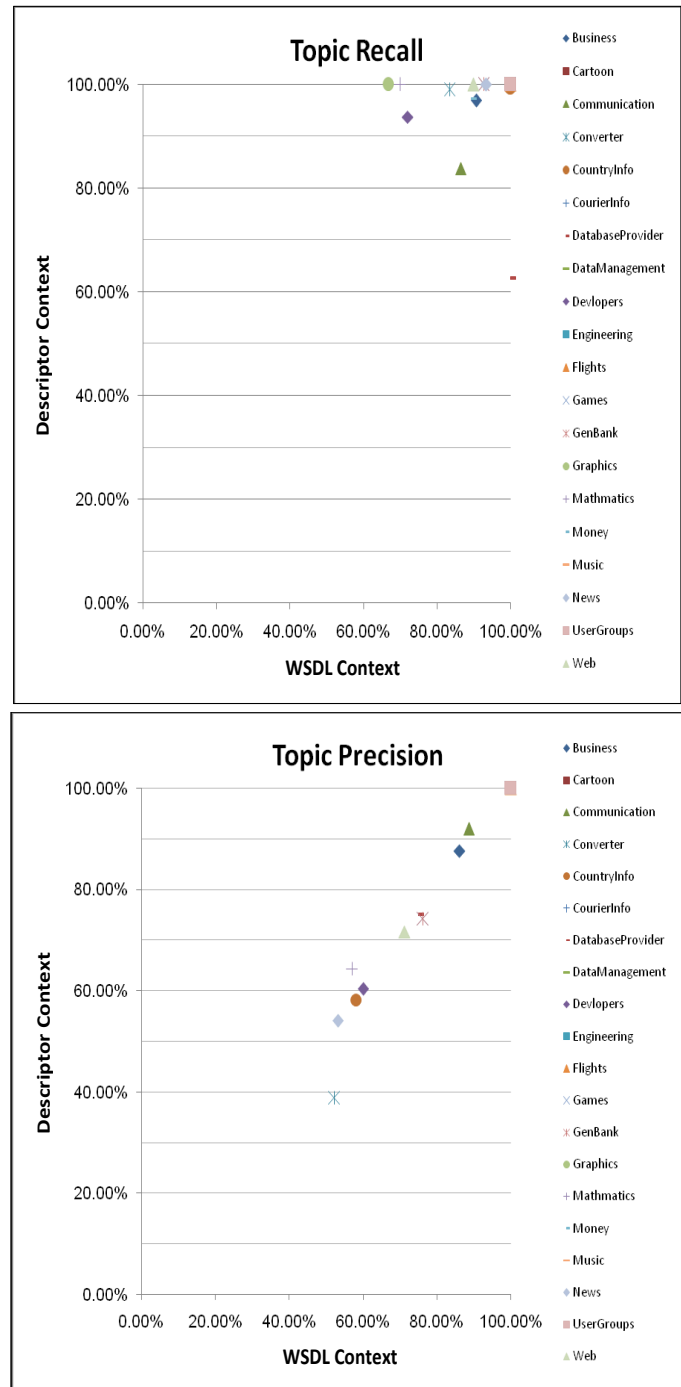 Topic Recall
100.00%
80.00%
60.00%
40.00%
20.00%
0.00%
Descriptor Context
0.00% 20.00% 40.00% 60.00% 80.00% 100.00%
WSDL Context
Business
Cartoon
Communication
Converter
CountryInfo
CourierInfo
DatabaseProvider
DataManagement
Devlopers
Engineering
Flights
Games
GenBank
Graphics
Mathmatics
Money
Music
News
UserGroups
Web
Topic Precision
100.00%
80.00%
60.00%
40.00%
20.00%
0.00%
Descriptor Context
0.00% 20.00% 40.00% 60.00% 80.00% 100.00%
WSDL Context
Business
Cartoon
Communication
Converter
CountryInfo
CourierInfo
DatabaseProvider
DataManagement
Devlopers
Engineering
Flights
Games
GenBank
Graphics
Mathmatics
Money
Music
News
UserGroups
Web